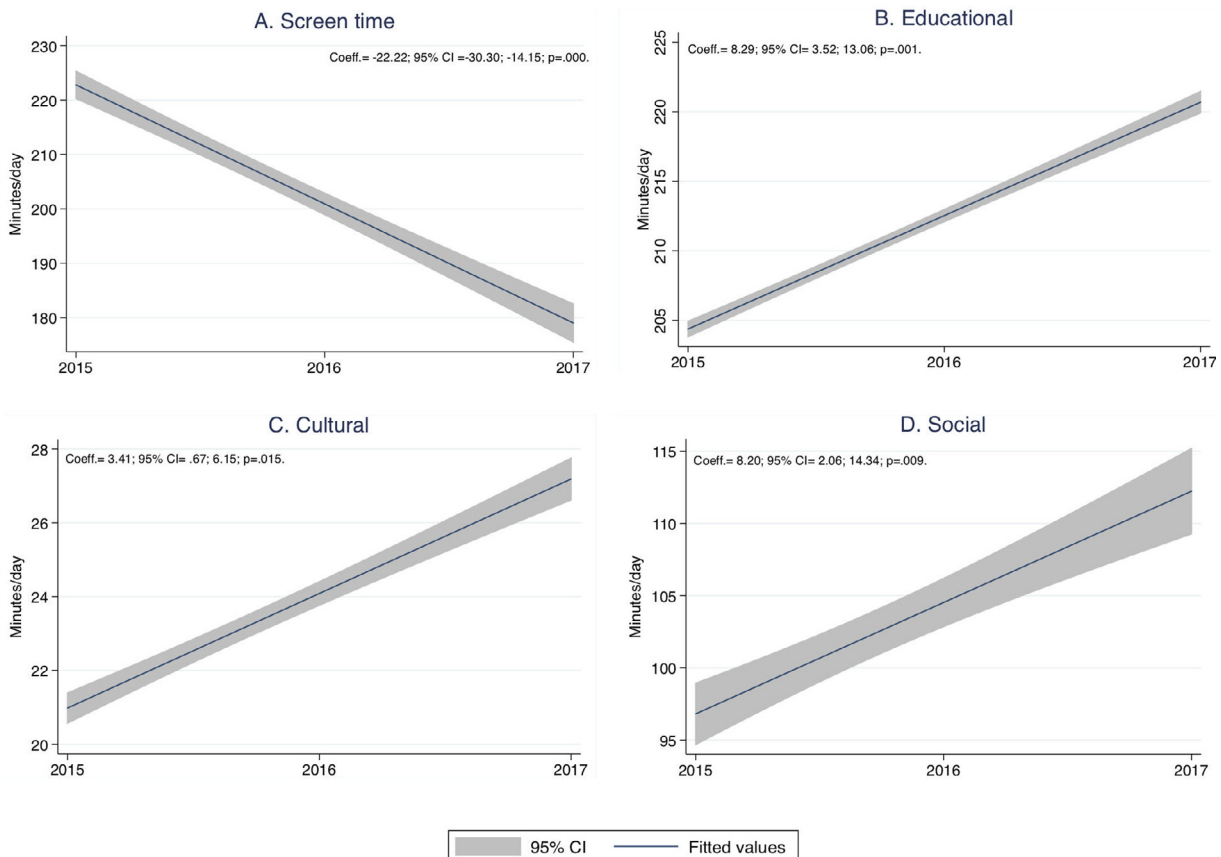 A. Screen time
Coeff.= -22.22; 95% CI =-30.30; -14.15; p=.000.
Minutes/day
230
220
210
200
190
180
2015
2016
2017
B. Educational
Coeff.= 8.29; 95% CI= 3.52; 13.06; p=.001.
Minutes/day
225
220
215
210
205
2015
2016
2017
C. Cultural
Coeff.= 3.41; 95% CI= .67; 6.15; p=.015.
Minutes/day
28
26
24
22
20
2015
2016
2017
D. Social
Coeff.= 8.20; 95% CI= 2.06; 14.34; p=.009.
Minutes/day
115
110
105
100
95
2015
2016
2017
95% CI
Fitted values